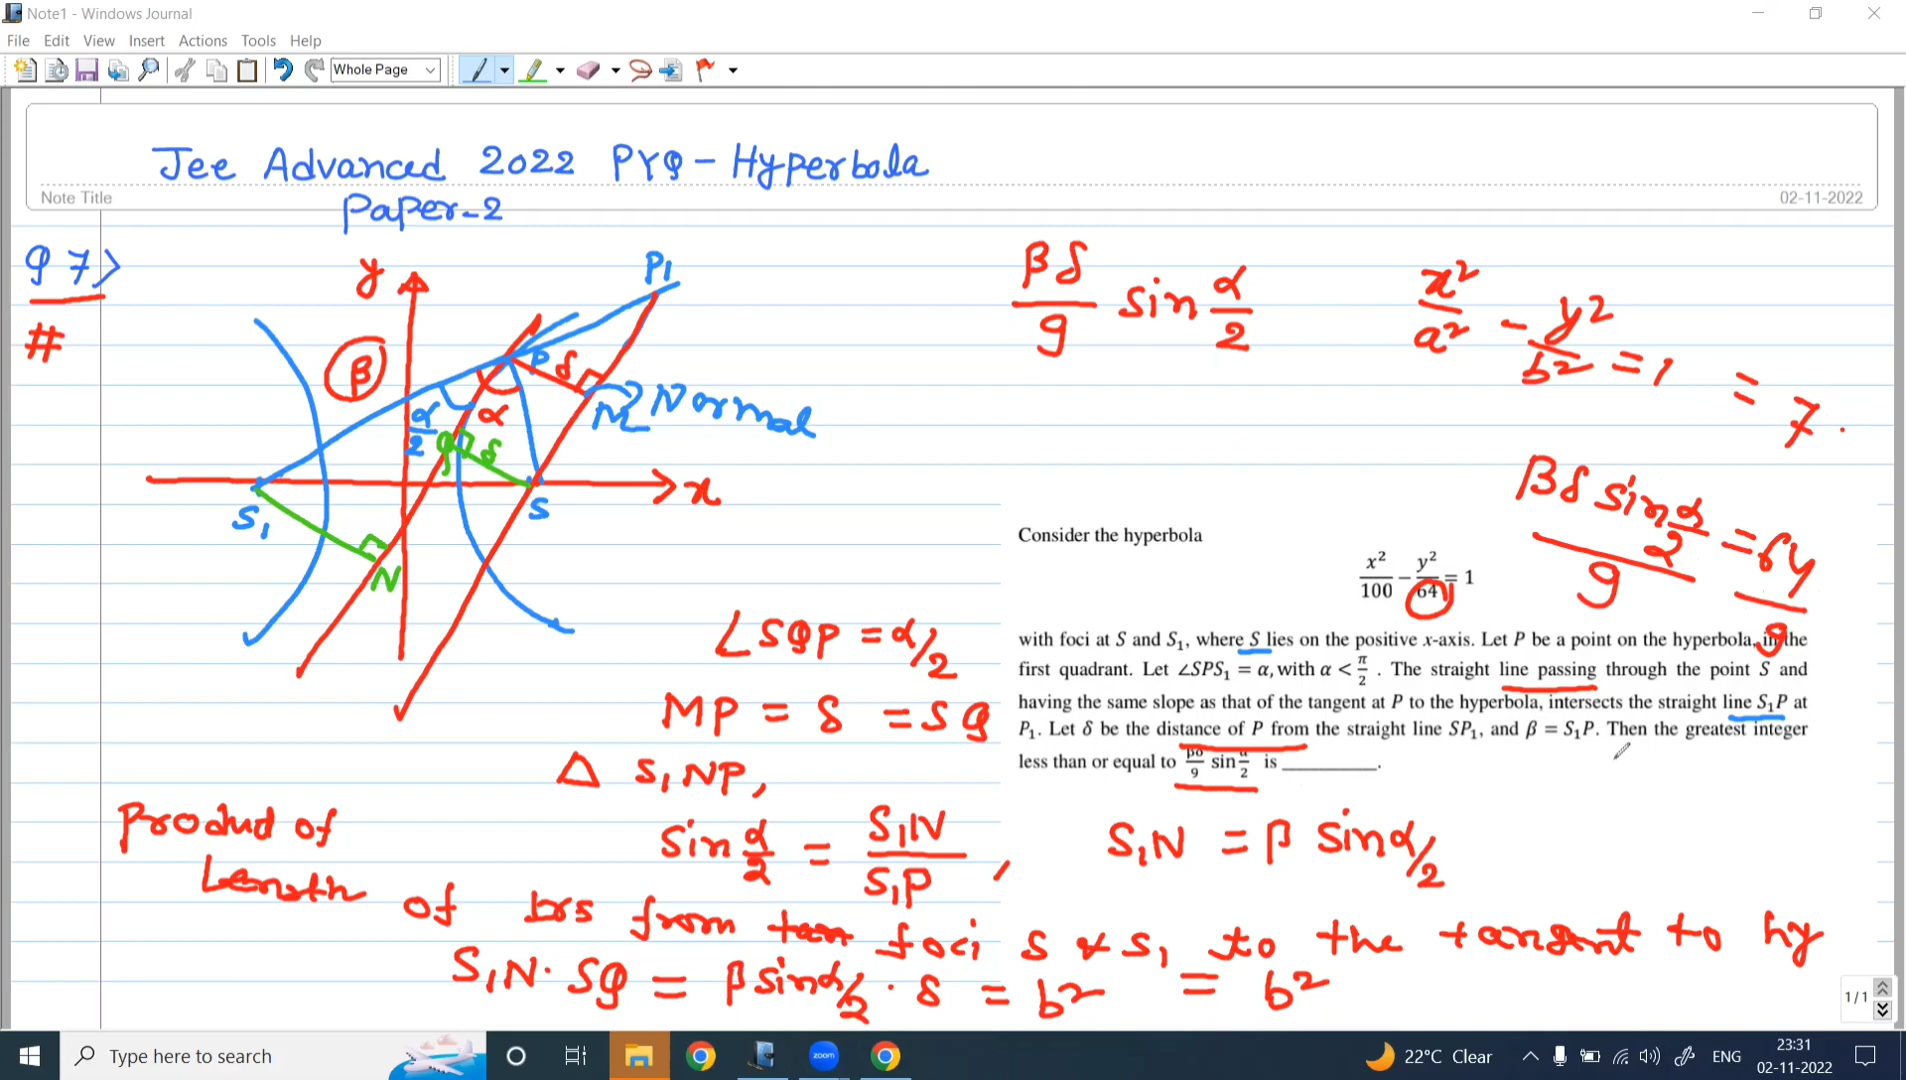 Note1 - Windows Journal
File Edit View Insert Actions Tools Help
Whole Page
Jee Advanced 2022 PYQ - Hyperbola
Paper-2
Note Title
02-11-2022
Q 7>
#
y
P1
β
P
δ
α/2
α
M
Normal
Q
δ
x
S1
S
N
βδ/9 sin α/2
x²/a² - y²/b² = 1
= 7.
βδ sin α/2 / 9 = 64/9
Consider the hyperbola
x²/100 − y²/64 = 1
with foci at S and S₁, where S lies on the positive x-axis. Let P be a point on the hyperbola, in the
first quadrant. Let ∠SPS₁ = α, with α < π/2. The straight line passing through the point S and
having the same slope as that of the tangent at P to the hyperbola, intersects the straight line S₁P at
P₁. Let δ be the distance of P from the straight line SP₁, and β = S₁P. Then the greatest integer
less than or equal to βδ/9 sin α/2 is __________.
∠SQP = α/2
MP = δ = SQ
Δ S₁NP,
sin α/2 = S₁N/S₁P ,
S₁N = β sin α/2
Product of
Length
of ⊥rs from foci S & S₁ to the tangent to hy
S₁N · SQ = β sin α/2 · δ = b² = b²
1/1
Type here to search
zoom
22°C Clear
ENG
23:31
02-11-2022